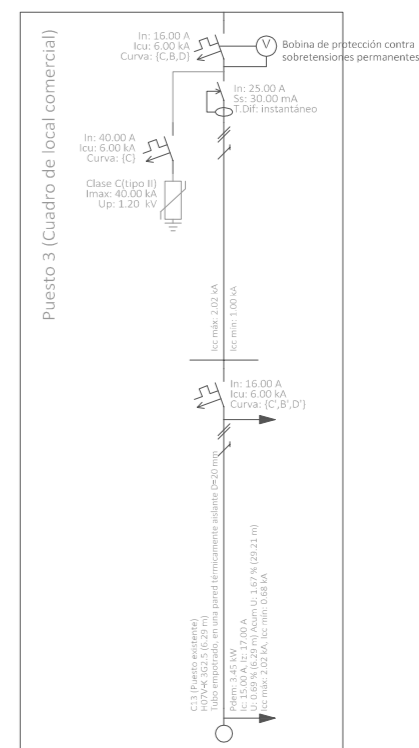 Puesto 3 (Cuadro de local comercial)
In: 16.00 A
Icu: 6.00 kA
Curva: {C,B,D}
V
Bobina de protección contra
sobretensiones permanentes
In: 25.00 A
Ss: 30.00 mA
T.Dif: instantáneo
In: 40.00 A
Icu: 6.00 kA
Curva: {C}
Clase C(tipo II)
Imax: 40.00 kA
Up: 1.20 kV
Icc máx: 2.02 kA
Icc mín: 1.00 kA
In: 16.00 A
Icu: 6.00 kA
Curva: {C',B',D'}
C13 (Puesto existente)
H07V-K 3G2.5 (6.29 m)
Tubo empotrado, en una pared térmicamente aislante D=20 mm
Pdem: 3.45 kW
Ic: 15.00 A, Iz: 17.00 A
U: 0.69 % (6.29 m) Acum U: 1.67 % (29.21 m)
Icc máx: 2.02 kA, Icc mín: 0.68 kA